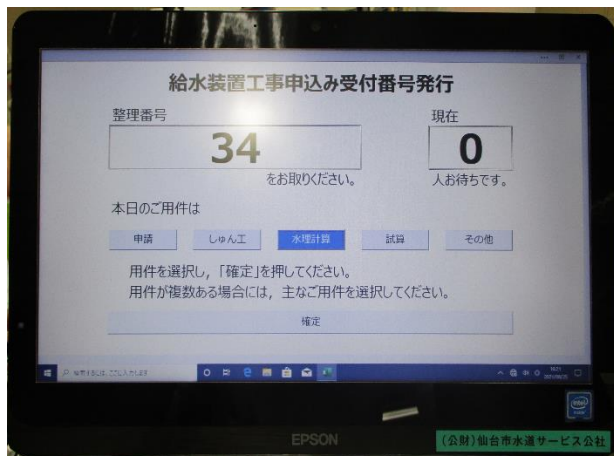 給水装置工事申込み受付番号発行
整理番号
現在
34
0
をお取りください。
人お待ちです。
本日のご用件は
申請
しゅん工
水理計算
試算
その他
用件を選択し，「確定」を押してください。
用件が複数ある場合には，主なご用件を選択してください。
確定
EPSON
(公財)仙台市水道サービス公社